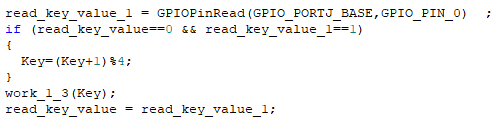 read_key_value_1 = GPIOPinRead(GPIO_PORTJ_BASE,GPIO_PIN_0)  ;
if (read_key_value==0 && read_key_value_1==1)
{
  Key=(Key+1)%4;
}
work_1_3(Key);
read_key_value = read_key_value_1;